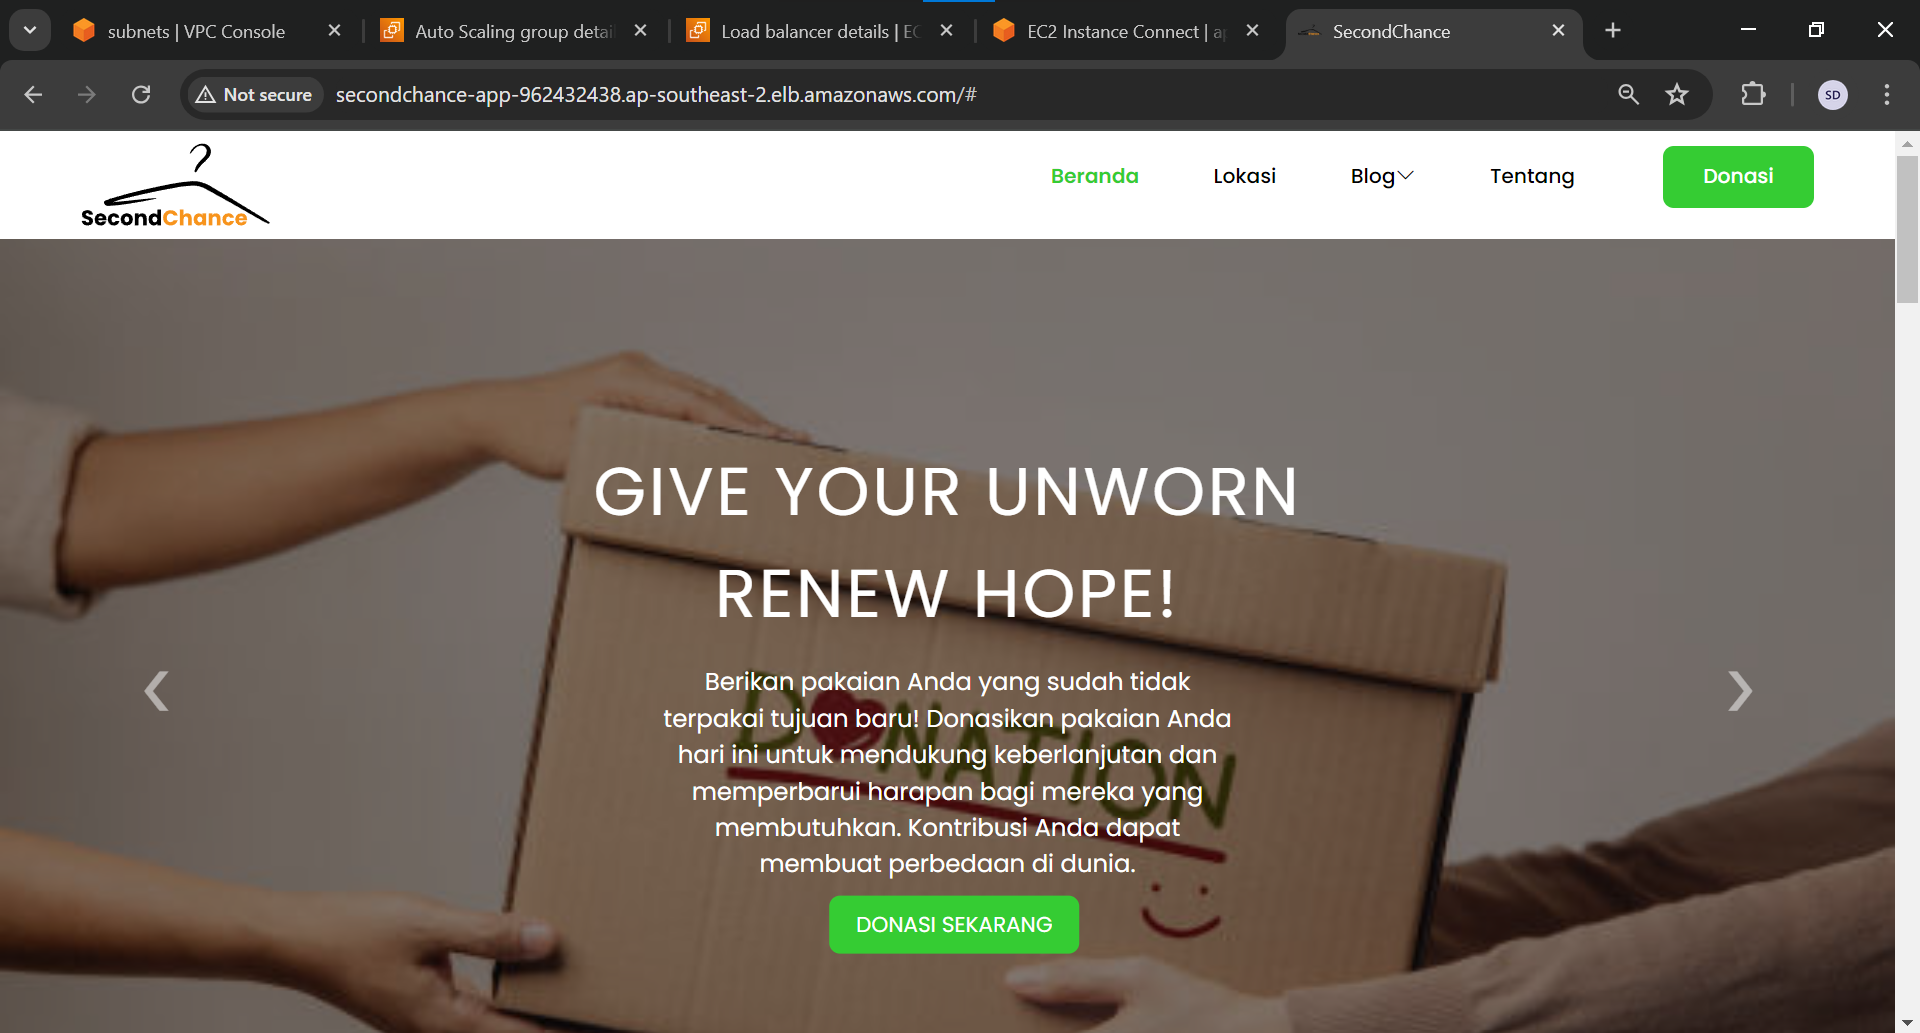 subnets | VPC Console
Auto Scaling group detai
Load balancer details | EC
EC2 Instance Connect | ap
SecondChance
Not secure
secondchance-app-962432438.ap-southeast-2.elb.amazonaws.com/#
SD
SecondChance
Beranda
Lokasi
Blog
Tentang
Donasi
GIVE YOUR UNWORN
RENEW HOPE!
Berikan pakaian Anda yang sudah tidak
terpakai tujuan baru! Donasikan pakaian Anda
hari ini untuk mendukung keberlanjutan dan
memperbarui harapan bagi mereka yang
membutuhkan. Kontribusi Anda dapat
membuat perbedaan di dunia.
DONATION
DONASI SEKARANG